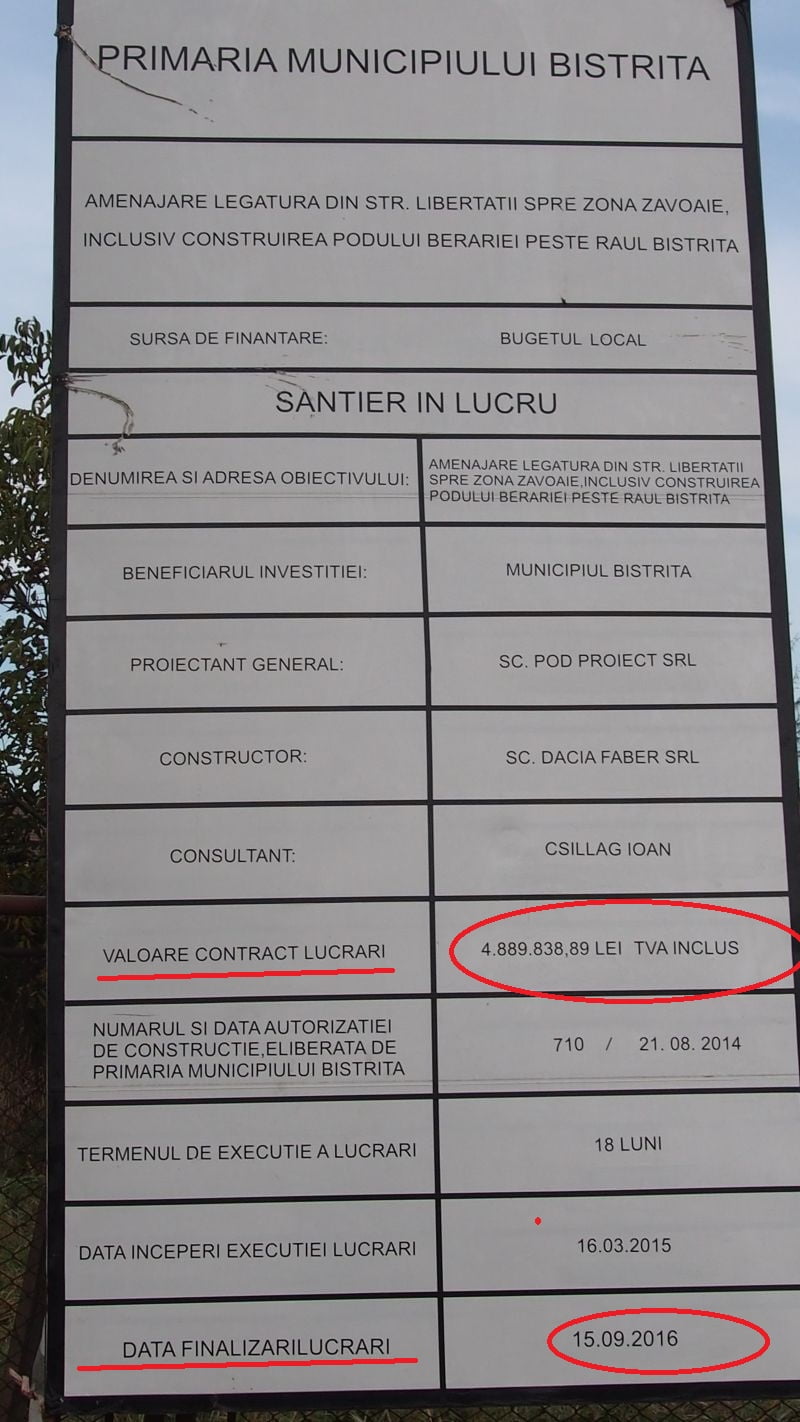 PRIMARIA MUNICIPIULUI BISTRITA
AMENAJARE LEGATURA DIN STR. LIBERTATII SPRE ZONA ZAVOAIE,
INCLUSIV CONSTRUIREA PODULUI BERARIEI PESTE RAUL BISTRITA
SURSA DE FINANTARE: BUGETUL LOCAL
SANTIER IN LUCRU
DENUMIREA SI ADRESA OBIECTIVULUI:
AMENAJARE LEGATURA DIN STR. LIBERTATII
SPRE ZONA ZAVOAIE,INCLUSIV CONSTRUIREA
PODULUI BERARIEI PESTE RAUL BISTRITA
BENEFICIARUL INVESTITIEI: MUNICIPIUL BISTRITA
PROIECTANT GENERAL: SC. POD PROIECT SRL
CONSTRUCTOR: SC. DACIA FABER SRL
CONSULTANT: CSILLAG IOAN
VALOARE CONTRACT LUCRARI 4.889.838,89 LEI TVA INCLUS
NUMARUL SI DATA AUTORIZATIEI
DE CONSTRUCTIE,ELIBERATA DE
PRIMARIA MUNICIPIULUI BISTRITA
710 / 21. 08. 2014
TERMENUL DE EXECUTIE A LUCRARI 18 LUNI
DATA INCEPERI EXECUTIEI LUCRARI 16.03.2015
DATA FINALIZARILUCRARI 15.09.2016